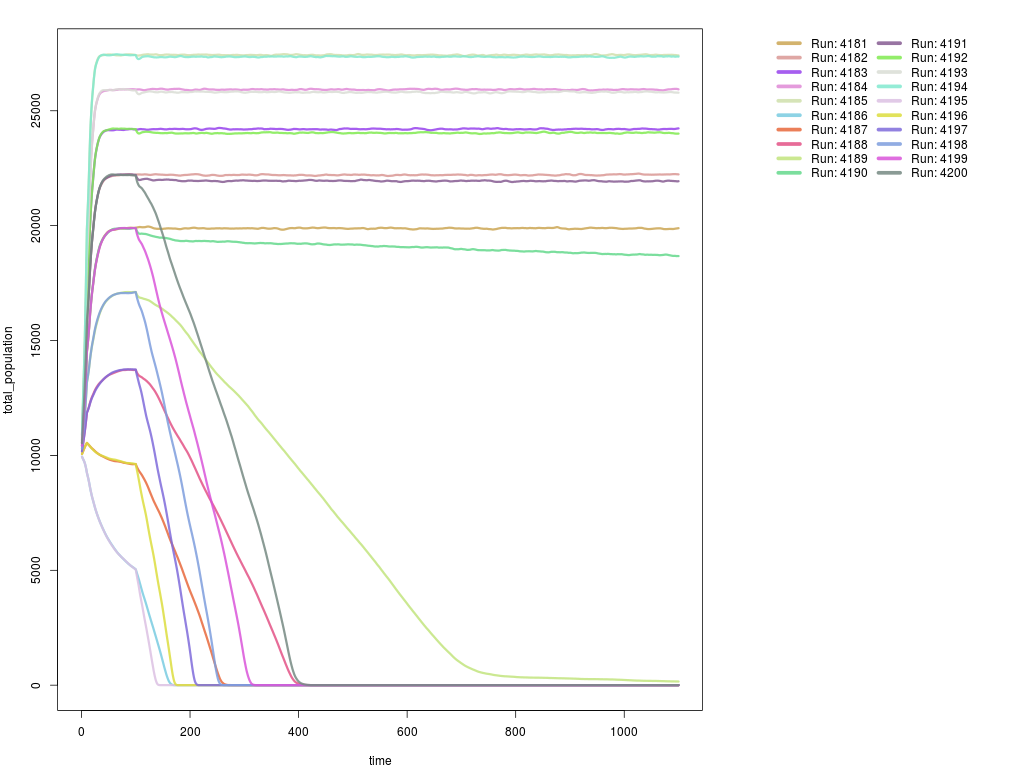 total_population
0
5000
10000
15000
20000
25000
0
200
400
600
800
1000
time
Run: 4181
Run: 4182
Run: 4183
Run: 4184
Run: 4185
Run: 4186
Run: 4187
Run: 4188
Run: 4189
Run: 4190
Run: 4191
Run: 4192
Run: 4193
Run: 4194
Run: 4195
Run: 4196
Run: 4197
Run: 4198
Run: 4199
Run: 4200